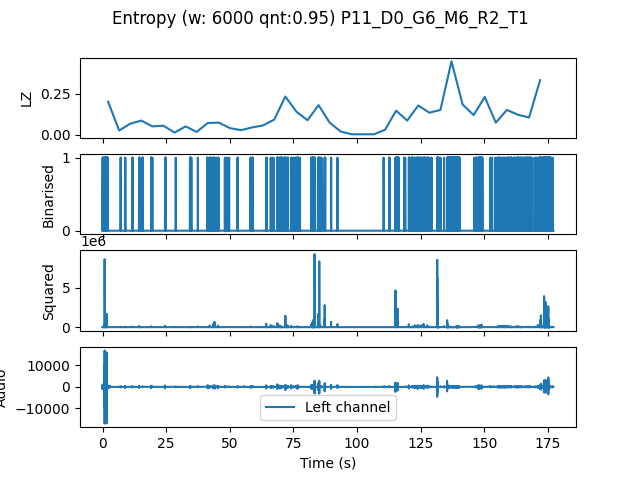 Entropy (w: 6000 qnt:0.95) P11_D0_G6_M6_R2_T1
LZ
0.25
0.00
Binarised
1
0
1e6
Squared
5
0
Audio
10000
0
−10000
Left channel
0 25 50 75 100 125 150 175
Time (s)